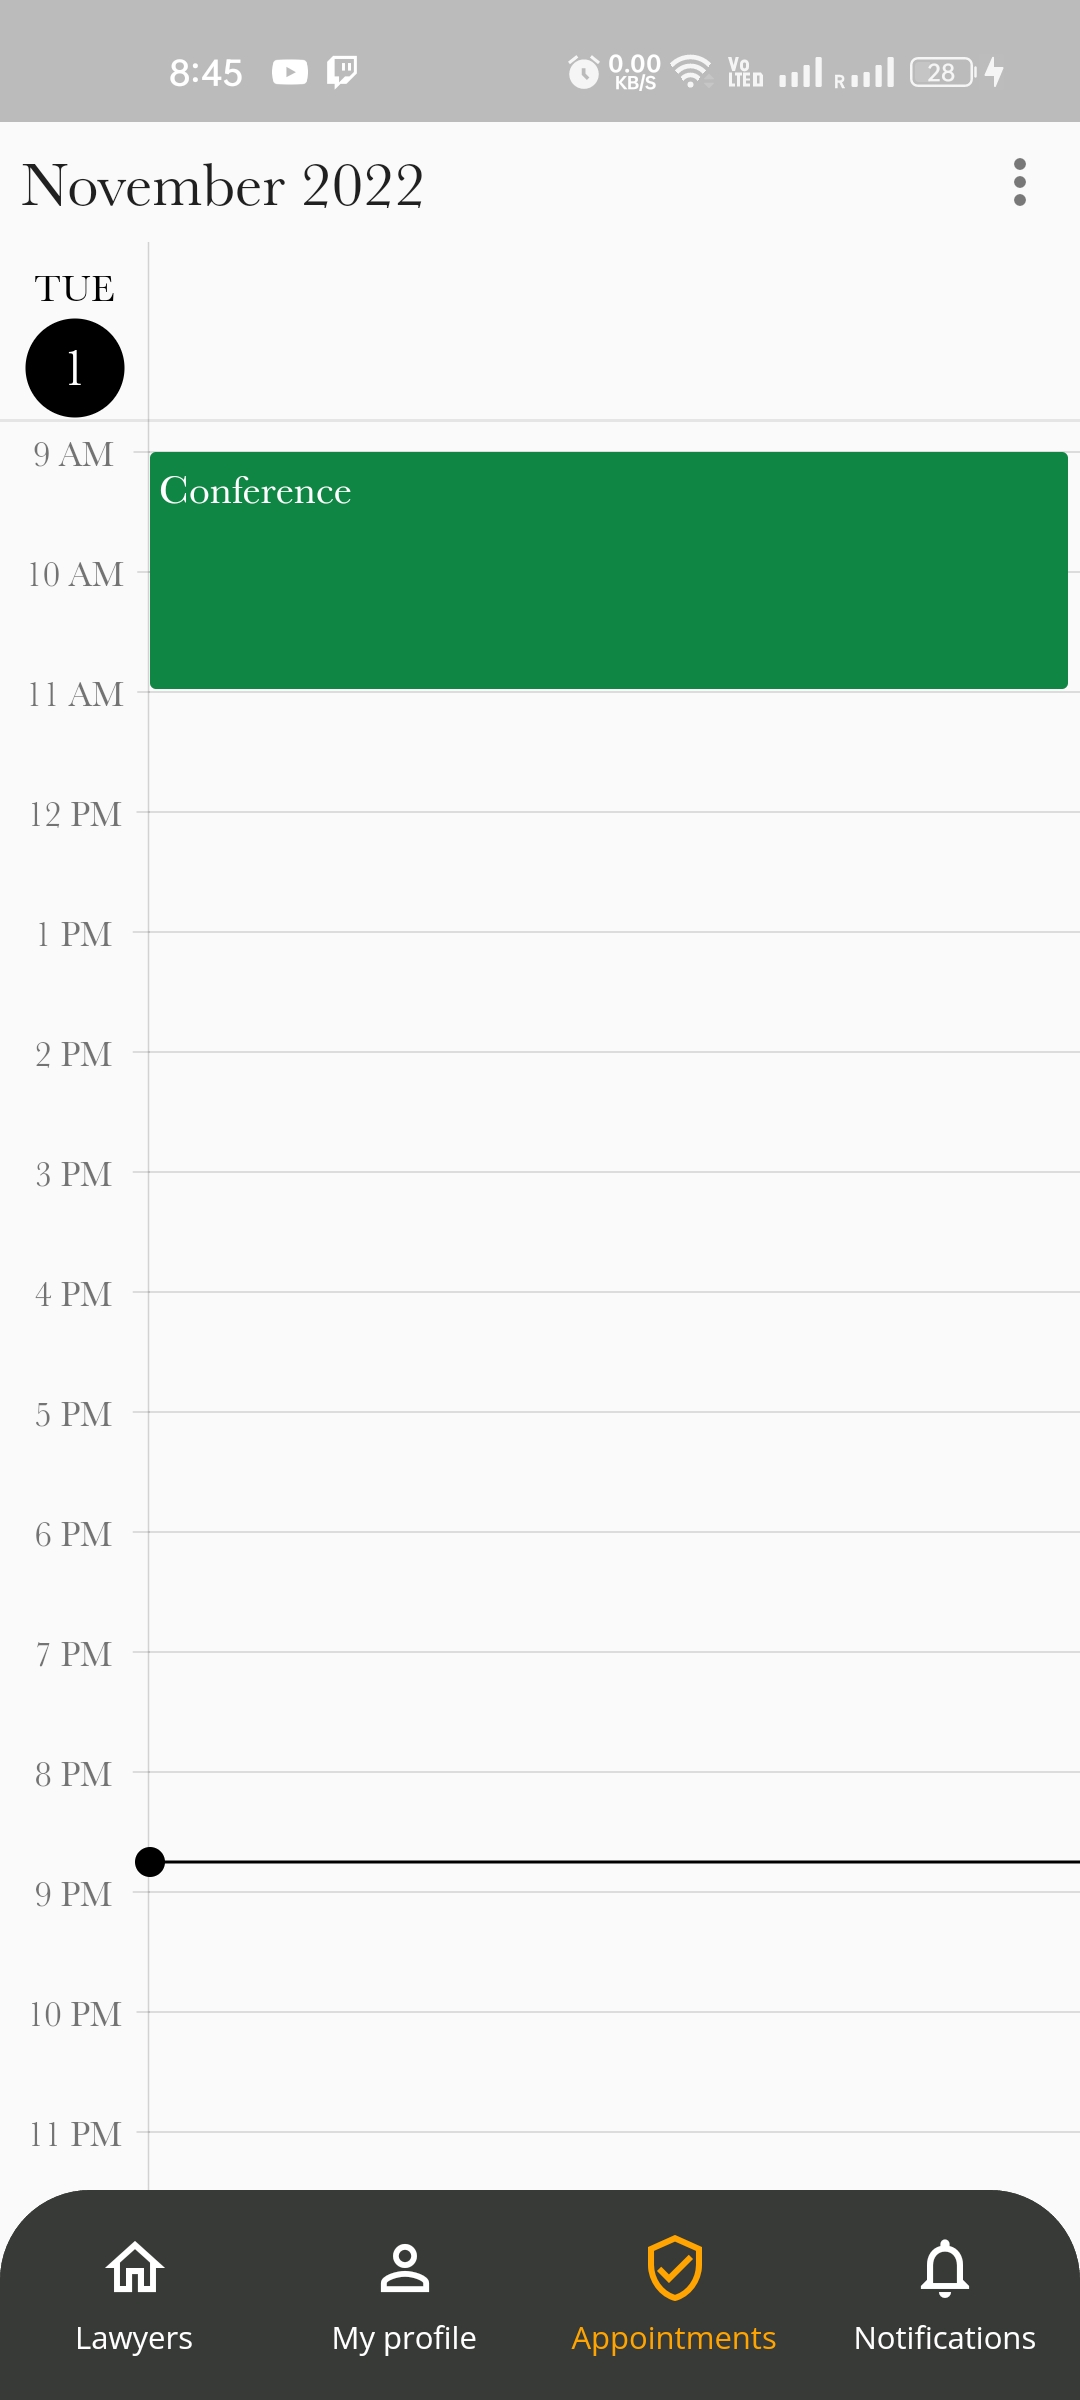 8:45 0.00 KB/S Vo LTED R 28
November 2022
TUE
1
9 AM
Conference
10 AM
11 AM
12 PM
1 PM
2 PM
3 PM
4 PM
5 PM
6 PM
7 PM
8 PM
9 PM
10 PM
11 PM
Lawyers My profile Appointments Notifications